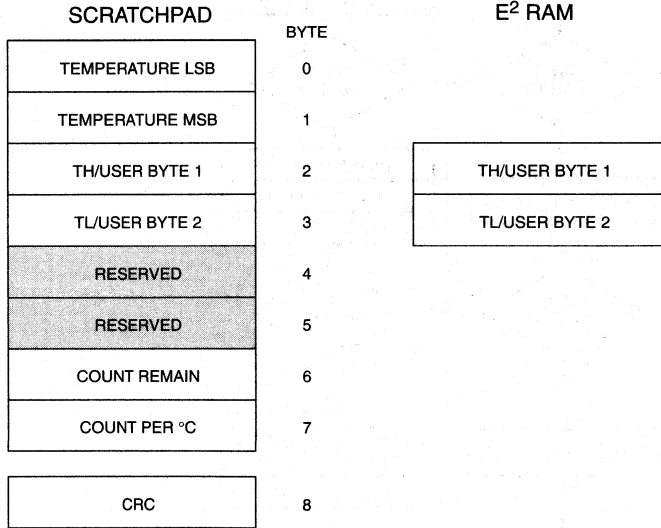 SCRATCHPAD
BYTE
E² RAM
TEMPERATURE LSB 0
TEMPERATURE MSB 1
TH/USER BYTE 1 2 TH/USER BYTE 1
TL/USER BYTE 2 3 TL/USER BYTE 2
RESERVED 4
RESERVED 5
COUNT REMAIN 6
COUNT PER °C 7
CRC 8